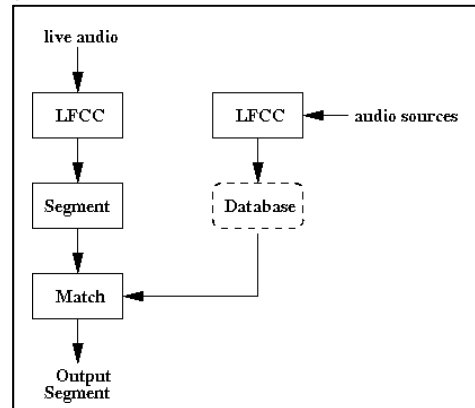 live audio
LFCC
LFCC
audio sources
Segment
Database
Match
Output
Segment